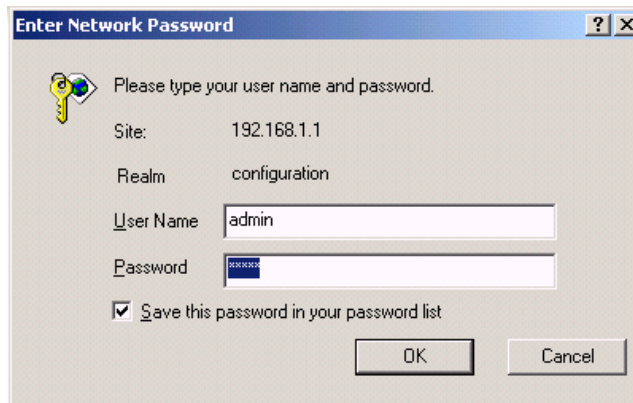 Enter Network Password
Please type your user name and password.
Site: 192.168.1.1
Realm configuration
User Name admin
Password *****
Save this password in your password list
OK Cancel